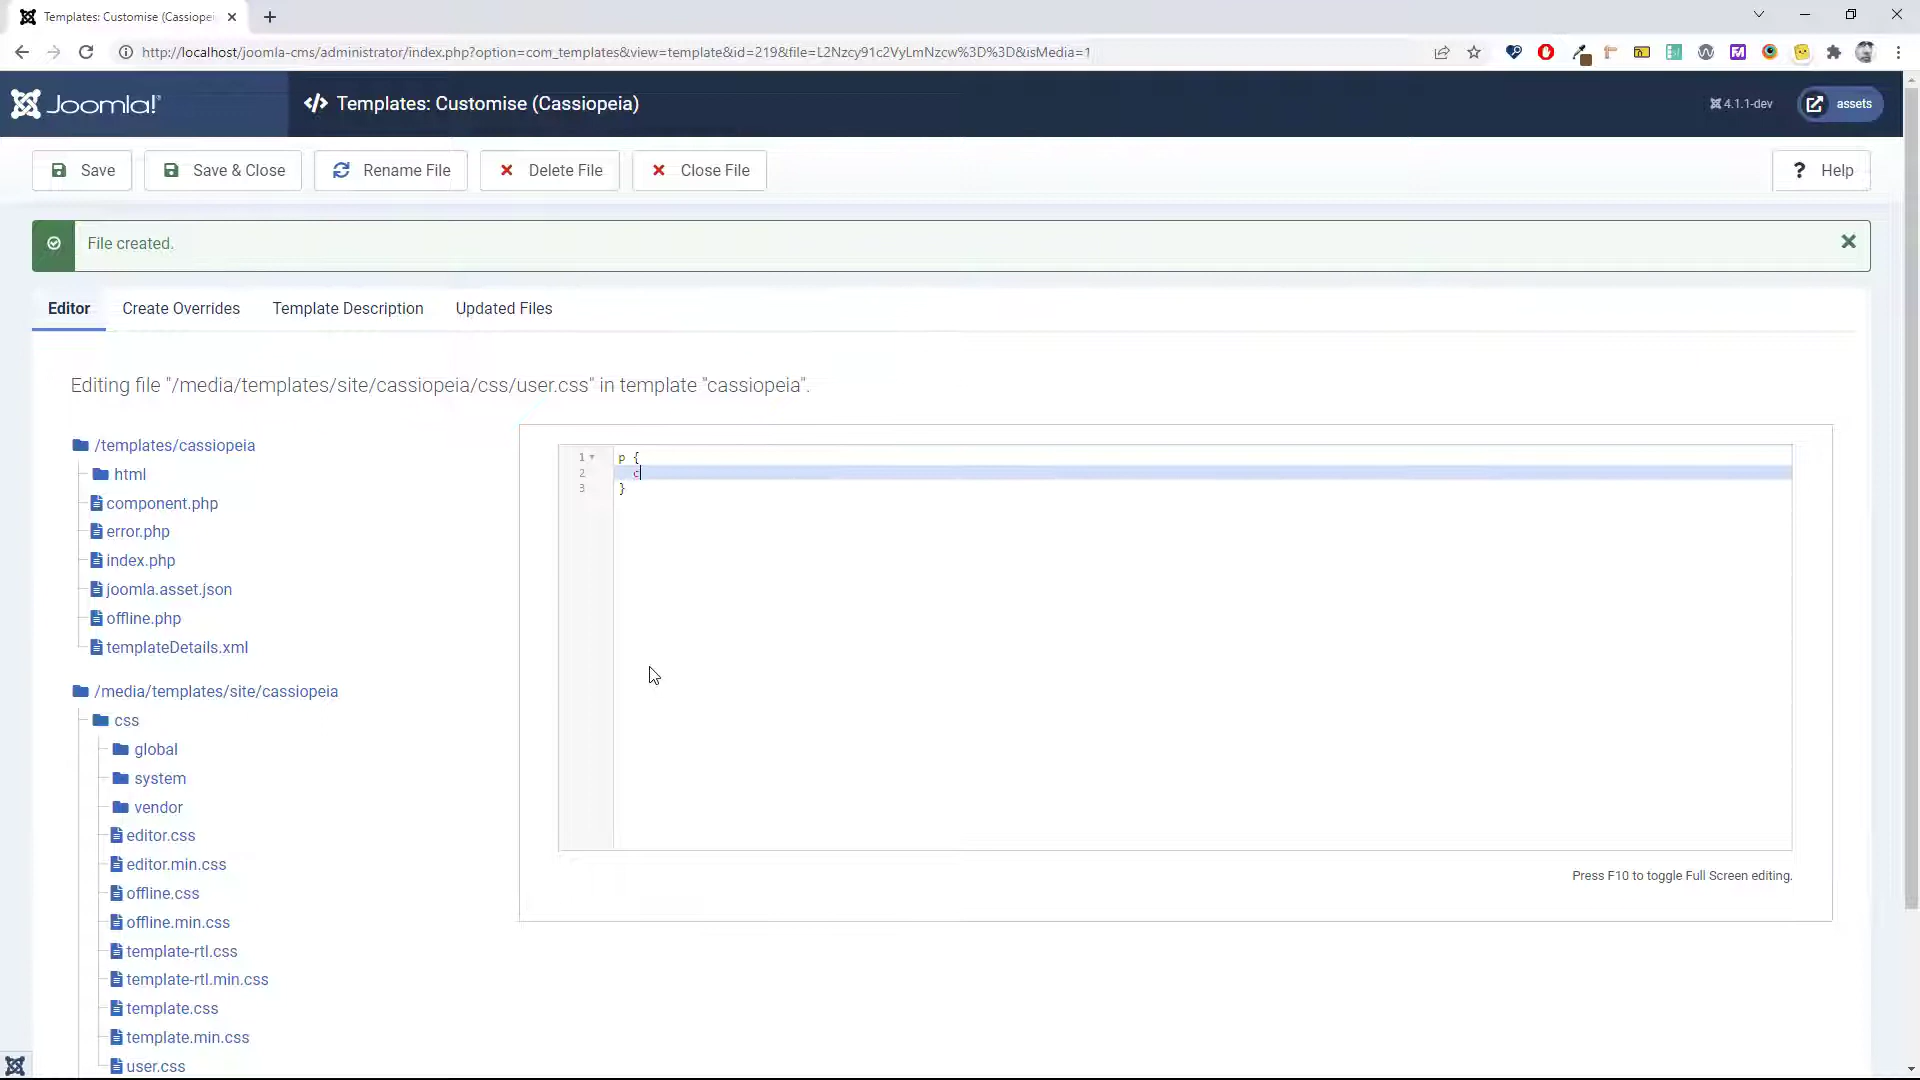 Templates: Customise (Cassiopei
http://localhost/joomla-cms/administrator/index.php?option=com_templates&view=template&id=219&file=L2Nzcy91c2VyLmNzcw%3D%3D&isMedia=1
Joomla!
Templates: Customise (Cassiopeia)
4.1.1-dev
assets
Save
Save & Close
Rename File
Delete File
Close File
? Help
File created.
Editor
Create Overrides
Template Description
Updated Files
Editing file "/media/templates/site/cassiopeia/css/user.css" in template "cassiopeia".
/templates/cassiopeia
html
component.php
error.php
index.php
joomla.asset.json
offline.php
templateDetails.xml
/media/templates/site/cassiopeia
css
global
system
vendor
editor.css
editor.min.css
offline.css
offline.min.css
template-rtl.css
template-rtl.min.css
template.css
template.min.css
user.css
1 p {
2 c
3 }
Press F10 to toggle Full Screen editing.